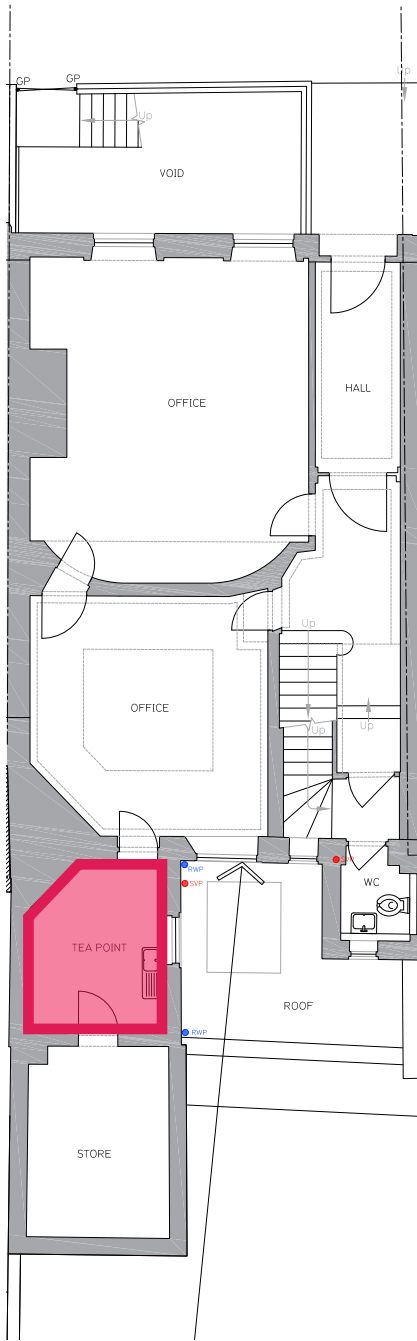 GP
GP
Up
Up
VOID
OFFICE
HALL
Up
OFFICE
Up
Up
SVP
RWP
SVP
WC
TEA POINT
ROOF
RWP
STORE